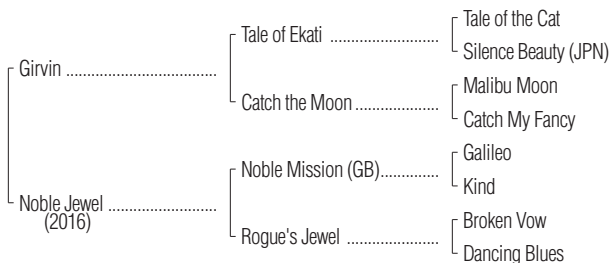 Tale of the Cat
Tale of Ekati ........................
Silence Beauty (JPN)
Girvin .................................
Malibu Moon
Catch the Moon ..................
Catch My Fancy
Galileo
Noble Mission (GB).............
Kind
Noble Jewel ........................
(2016)
Broken Vow
Rogue's Jewel ....................
Dancing Blues